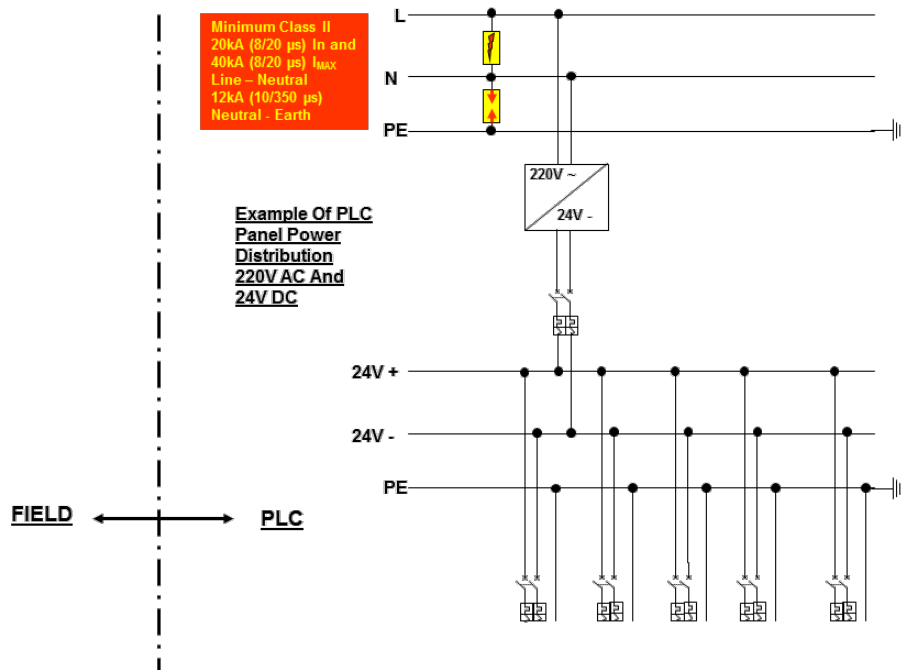 Minimum Class II
20kA (8/20 µs) In and
40kA (8/20 µs) IMAX
Line – Neutral
12kA (10/350 µs)
Neutral - Earth
L
N
PE
220V ~
24V -
Example Of PLC
Panel Power
Distribution
220V AC And
24V DC
24V +
24V -
PE
FIELD
PLC